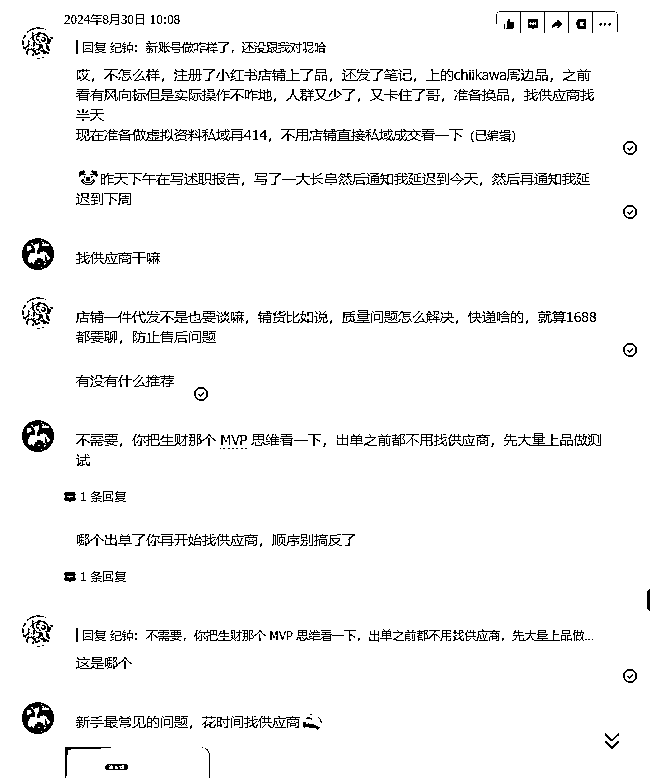 2024年8月30日 10:08
回复 纪钟：新账号做咋样了，还没跟我对呢哈
哎，不怎么样，注册了小红书店铺上了品，还发了笔记，上的chiikawa周边品，之前
看有风向标但是实际操作不咋地，人群又少了，又卡住了哥，准备换品，找供应商找
半天
现在准备做虚拟资料私域再414，不用店铺直接私域成交看一下（已编辑）
昨天下午在写述职报告，写了一大长串然后通知我延迟到今天，然后再通知我延
迟到下周
找供应商干嘛
店铺一件代发不是也要谈嘛，铺货比如说，质量问题怎么解决，快递啥的，就算1688
都要聊，防止售后问题
有没有什么推荐
不需要，你把生财那个 MVP 思维看一下，出单之前都不用找供应商，先大量上品做测
试
1 条回复
哪个出单了你再开始找供应商，顺序别搞反了
1 条回复
回复 纪钟：不需要，你把生财那个 MVP 思维看一下，出单之前都不用找供应商，先大量上品做...
这是哪个
新手最常见的问题，花时间找供应商